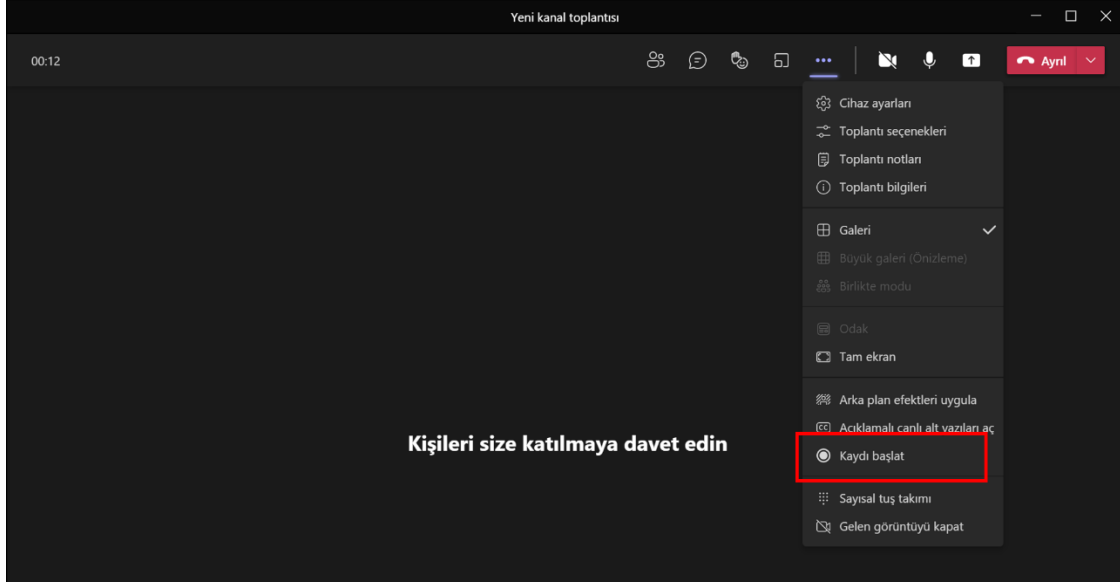 Yeni kanal toplantısı
00:12
Ayrıl
Cihaz ayarları
Toplantı seçenekleri
Toplantı notları
Toplantı bilgileri
Galeri
Büyük galeri (Önizleme)
Birlikte modu
Odak
Tam ekran
Arka plan efektleri uygula
CC Açıklamalı canlı alt yazıları aç
Kaydı başlat
Sayısal tuş takımı
Gelen görüntüyü kapat
Kişileri size katılmaya davet edin